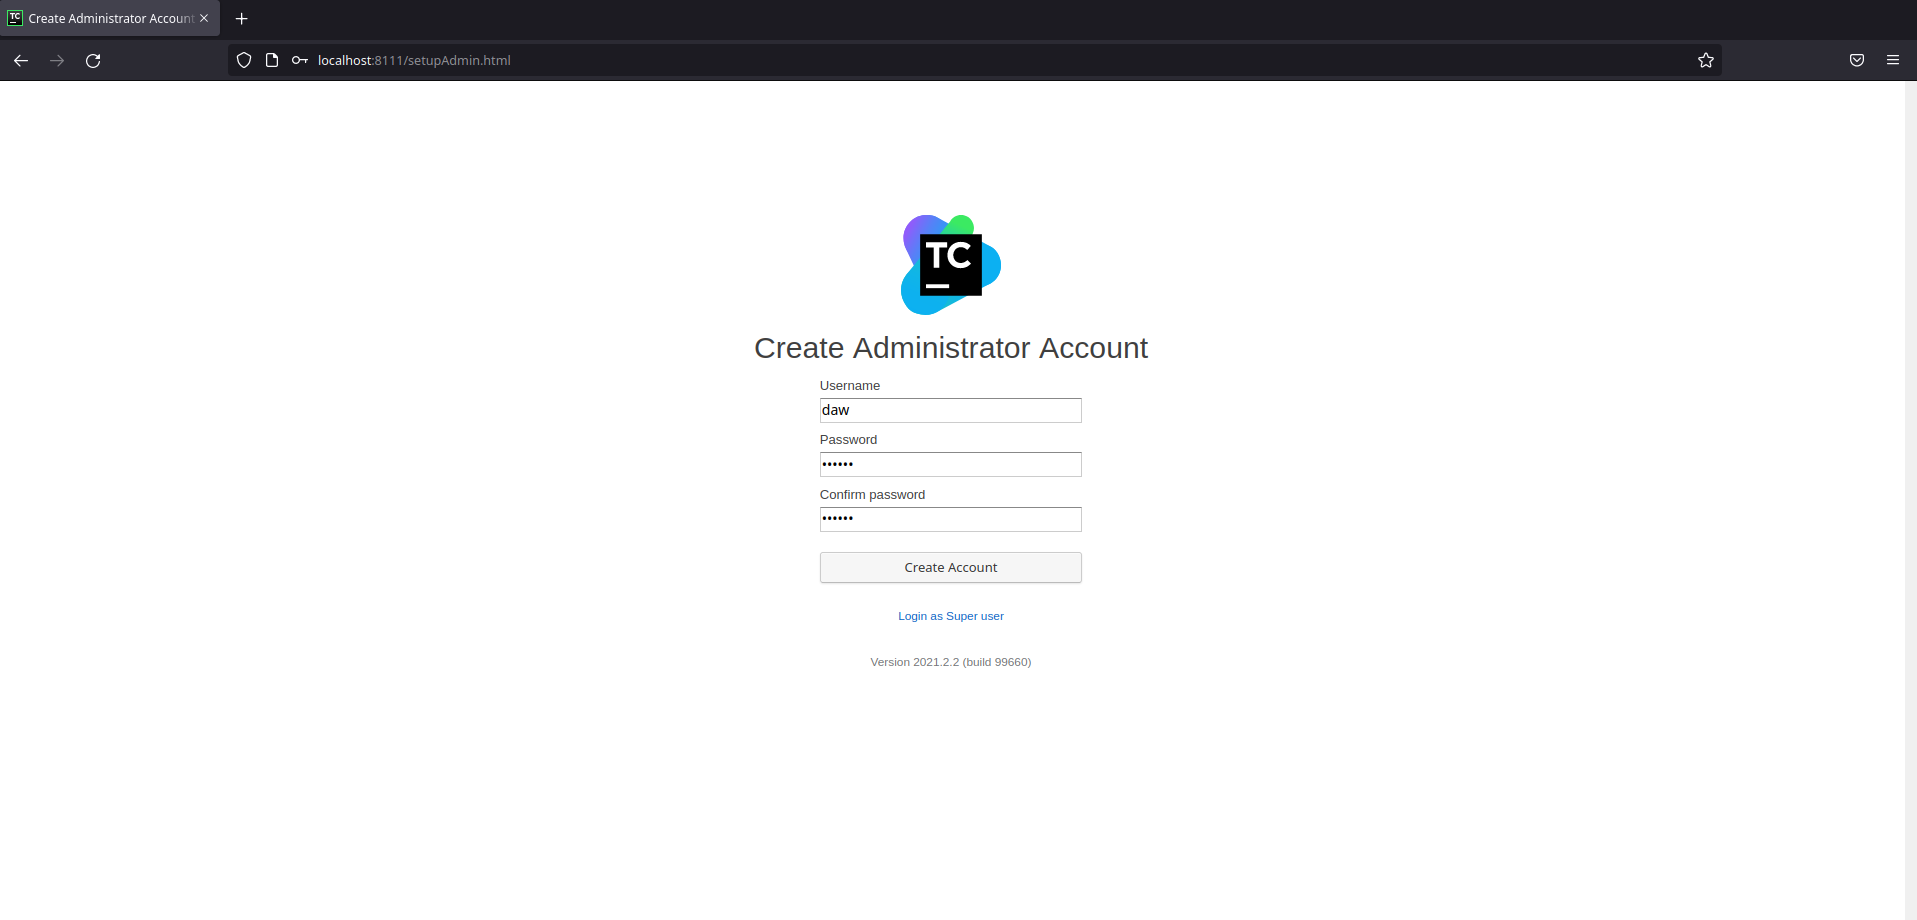 TC Create Administrator Account
localhost:8111/setupAdmin.html
TC
Create Administrator Account
Username
daw
Password
••••••
Confirm password
••••••
Create Account
Login as Super user
Version 2021.2.2 (build 99660)